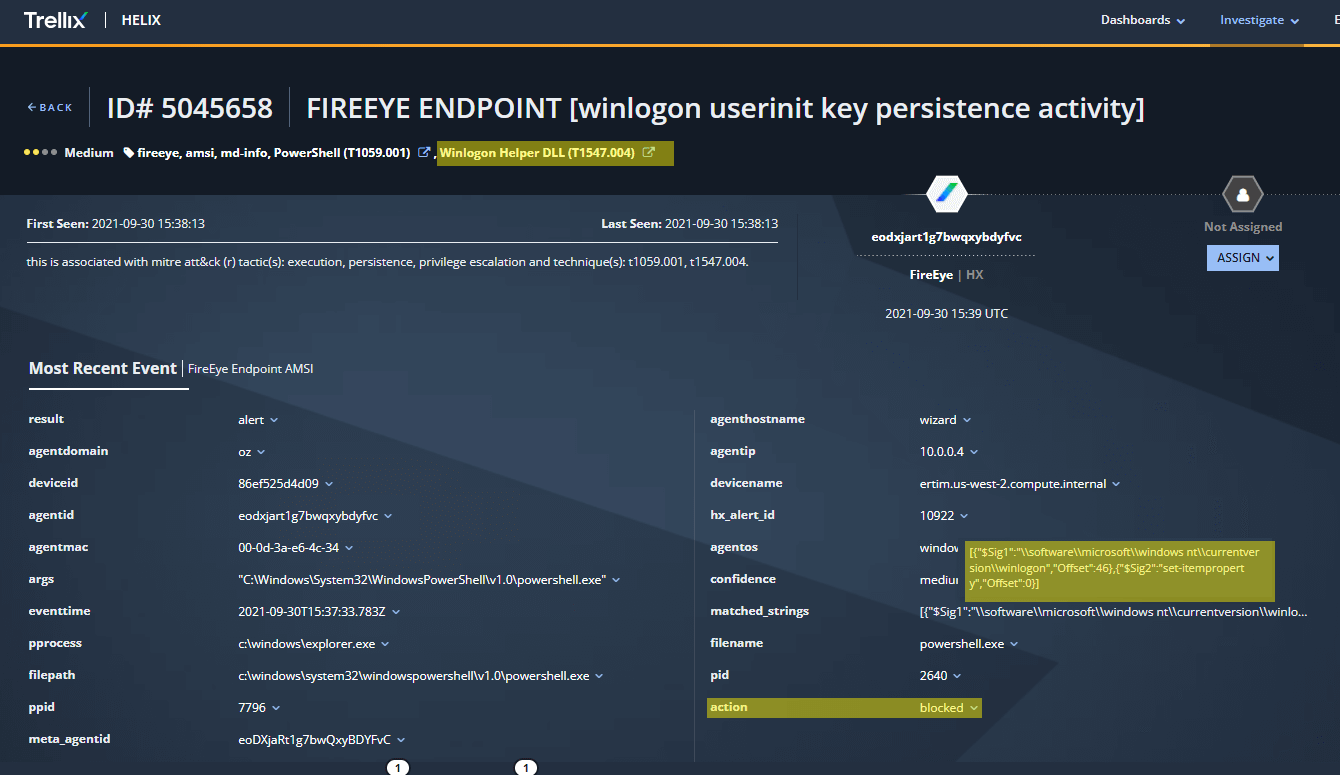 Trellix | HELIX Dashboards Investigate E
BACK ID# 5045658 FIREEYE ENDPOINT [winlogon userinit key persistence activity]
Medium fireeye, amsi, md-info, PowerShell (T1059.001) , Winlogon Helper DLL (T1547.004)
First Seen: 2021-09-30 15:38:13 Last Seen: 2021-09-30 15:38:13
this is associated with mitre att&ck (r) tactic(s): execution, persistence, privilege escalation and technique(s): t1059.001, t1547.004.
eodxjart1g7bwqxybdyfvc
FireEye | HX
2021-09-30 15:39 UTC
Not Assigned
ASSIGN
Most Recent Event | FireEye Endpoint AMSI
result alert
agentdomain oz
deviceid 86ef525d4d09
agentid eodxjart1g7bwqxybdyfvc
agentmac 00-0d-3a-e6-4c-34
args "C:\Windows\System32\WindowsPowerShell\v1.0\powershell.exe"
eventtime 2021-09-30T15:37:33.783Z
pprocess c:\windows\explorer.exe
filepath c:\windows\system32\windowspowershell\v1.0\powershell.exe
ppid 7796
meta_agentid eoDXjaRt1g7bwQxyBDYFvC
agenthostname wizard
agentip 10.0.0.4
devicename ertim.us-west-2.compute.internal
hx_alert_id 10922
agentos window
confidence mediu
[{"$Sig1":"\\software\\microsoft\\windows nt\\currentver
sion\\winlogon","Offset":46},{"$Sig2":"set-itempropert
y","Offset":0}]
matched_strings [{"$Sig1":"\\software\\microsoft\\windows nt\\currentversion\\winlo...
filename powershell.exe
pid 2640
action blocked
1 1